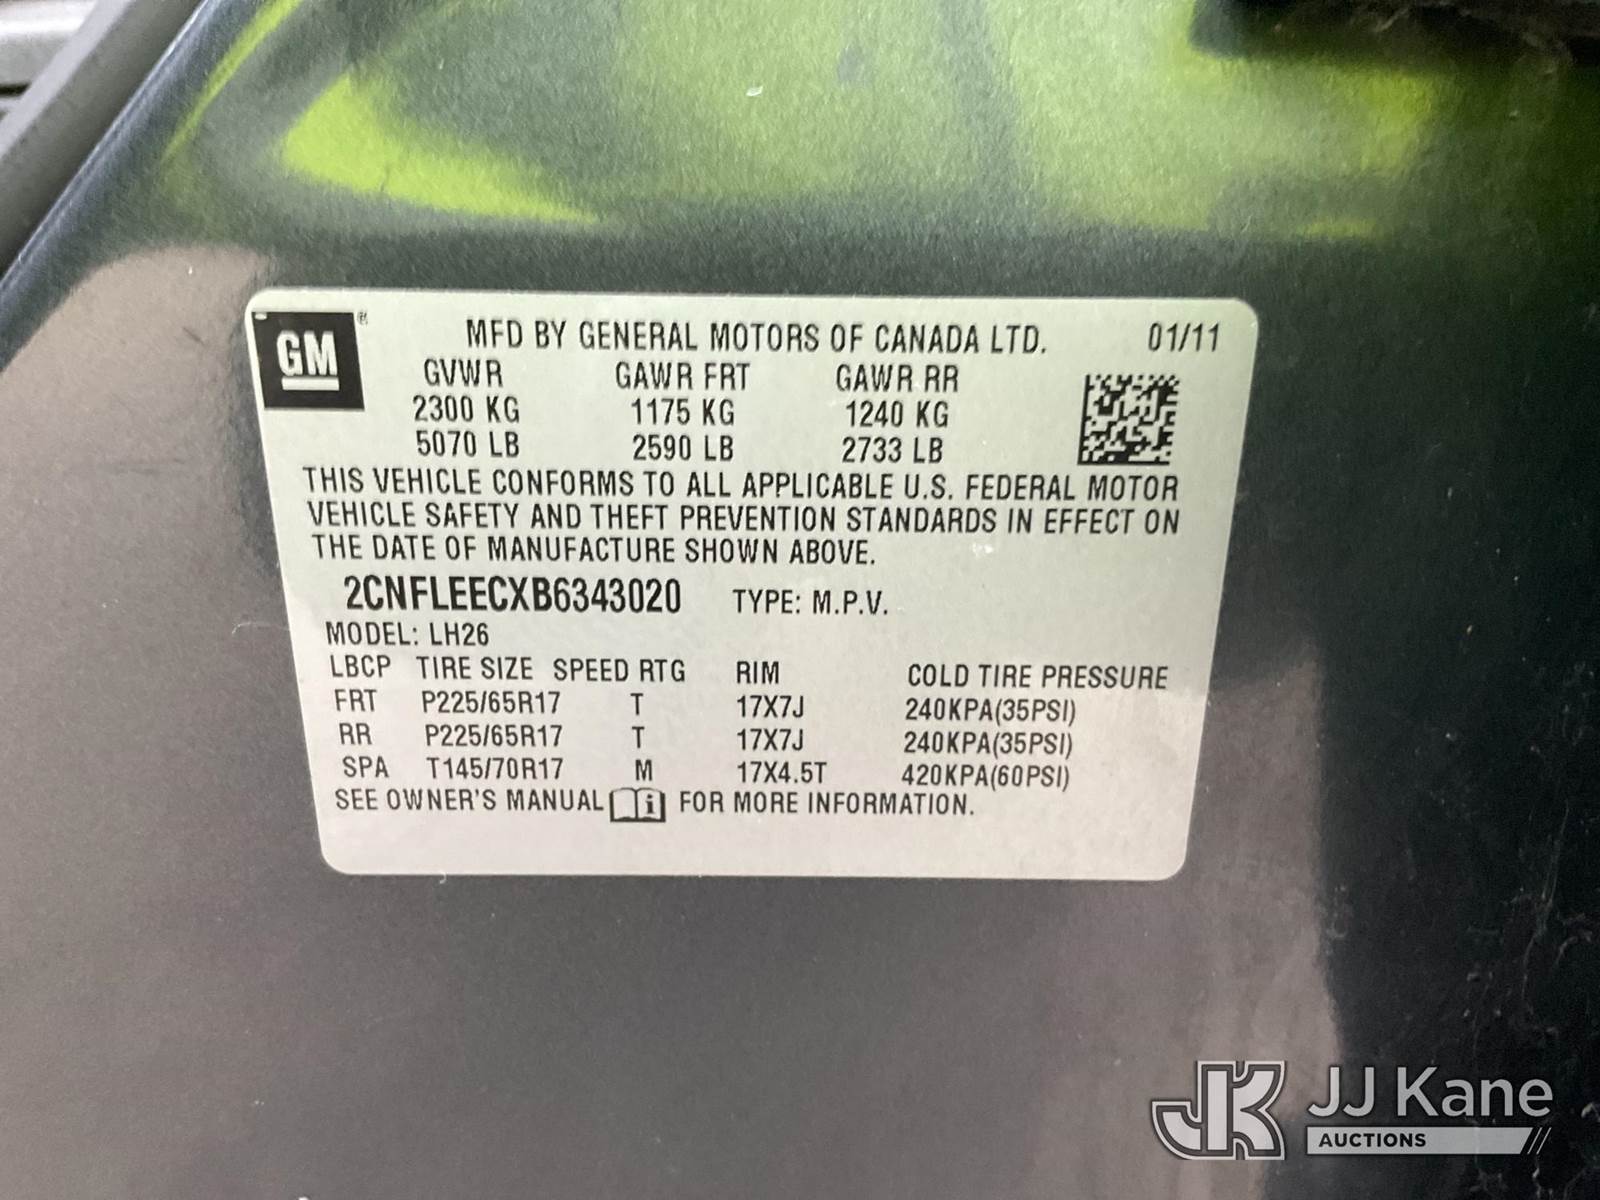 GM ® MFD BY GENERAL MOTORS OF CANADA LTD. 01/11
GVWR GAWR FRT GAWR RR
2300 KG 1175 KG 1240 KG
5070 LB 2590 LB 2733 LB
THIS VEHICLE CONFORMS TO ALL APPLICABLE U.S. FEDERAL MOTOR
VEHICLE SAFETY AND THEFT PREVENTION STANDARDS IN EFFECT ON
THE DATE OF MANUFACTURE SHOWN ABOVE.
2CNFLEECXB6343020 TYPE: M.P.V.
MODEL: LH26
LBCP TIRE SIZE SPEED RTG RIM COLD TIRE PRESSURE
FRT P225/65R17 T 17X7J 240KPA(35PSI)
RR P225/65R17 T 17X7J 240KPA(35PSI)
SPA T145/70R17 M 17X4.5T 420KPA(60PSI)
SEE OWNER'S MANUAL i FOR MORE INFORMATION.
JK JJ Kane
AUCTIONS